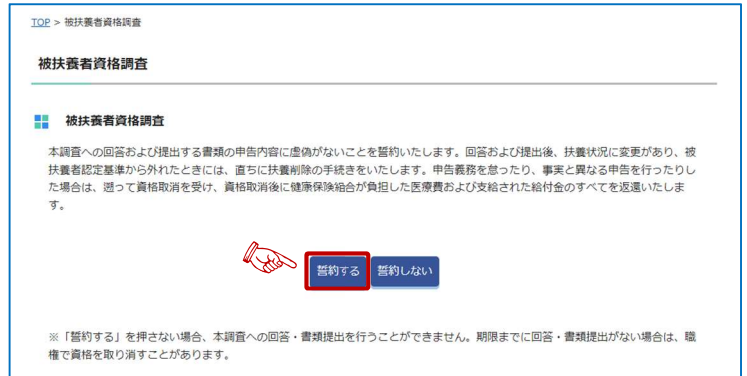 TOP > 被扶養者資格調査
被扶養者資格調査
被扶養者資格調査
本調査への回答および提出する書類の申告内容に虚偽がないことを誓約いたします。回答および提出後、扶養状況に変更があり、被
扶養者認定基準から外れたときには、直ちに扶養削除の手続きをいたします。申告義務を怠ったり、事実と異なる申告を行ったりし
た場合は、遡って資格取消を受け、資格取消後に健康保険組合が負担した医療費および支給された給付金のすべてを返還いたしま
す。
誓約する 誓約しない
※「誓約する」を押さない場合、本調査への回答・書類提出を行うことができません。期限までに回答・書類提出がない場合は、職
権で資格を取り消すことがあります。